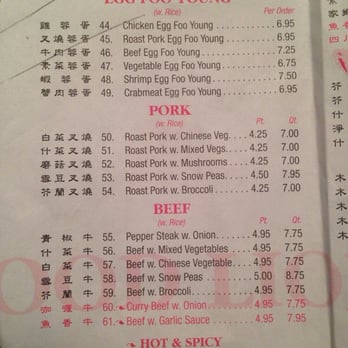 EGG FOO YOUNG
(w. Rice) Per Order
雞蓉蛋 44. Chicken Egg Foo Young 6.95
叉燒蓉蛋 45. Roast Pork Egg Foo Young 6.95
牛肉蓉蛋 46. Beef Egg Foo Young 7.25
素菜蓉蛋 47. Vegetable Egg Foo Young 6.75
蝦蓉蛋 48. Shrimp Egg Foo Young 7.50
蟹肉蓉蛋 49. Crabmeat Egg Foo Young 6.95
PORK
(w. Rice) Pt. Qt.
白菜叉燒 50. Roast Pork w. Chinese Veg. 4.25 7.00
什菜叉燒 51. Roast Pork w. Mixed Vegs. 4.25 7.00
蘑菇叉燒 52. Roast Pork w. Mushrooms 4.25 7.00
雪豆叉燒 53. Roast Pork w. Snow Peas 4.50 7.95
芥蘭叉燒 54. Roast Pork w. Broccoli 4.25 7.00
BEEF
(w. Rice) Pt. Qt.
青椒牛 55. Pepper Steak w. Onion 4.95 7.75
什菜牛 56. Beef w. Mixed Vegetables 4.95 7.75
白菜牛 57. Beef w. Chinese Vegetable 4.95 7.75
雪豆牛 58. Beef w. Snow Peas 5.00 8.75
芥蘭牛 59. Beef w. Broccoli 4.95 7.75
咖喱牛 60. Curry Beef w. Onion 4.95 7.75
魚香牛 61. Beef w. Garlic Sauce 4.95 7.95
HOT & SPICY